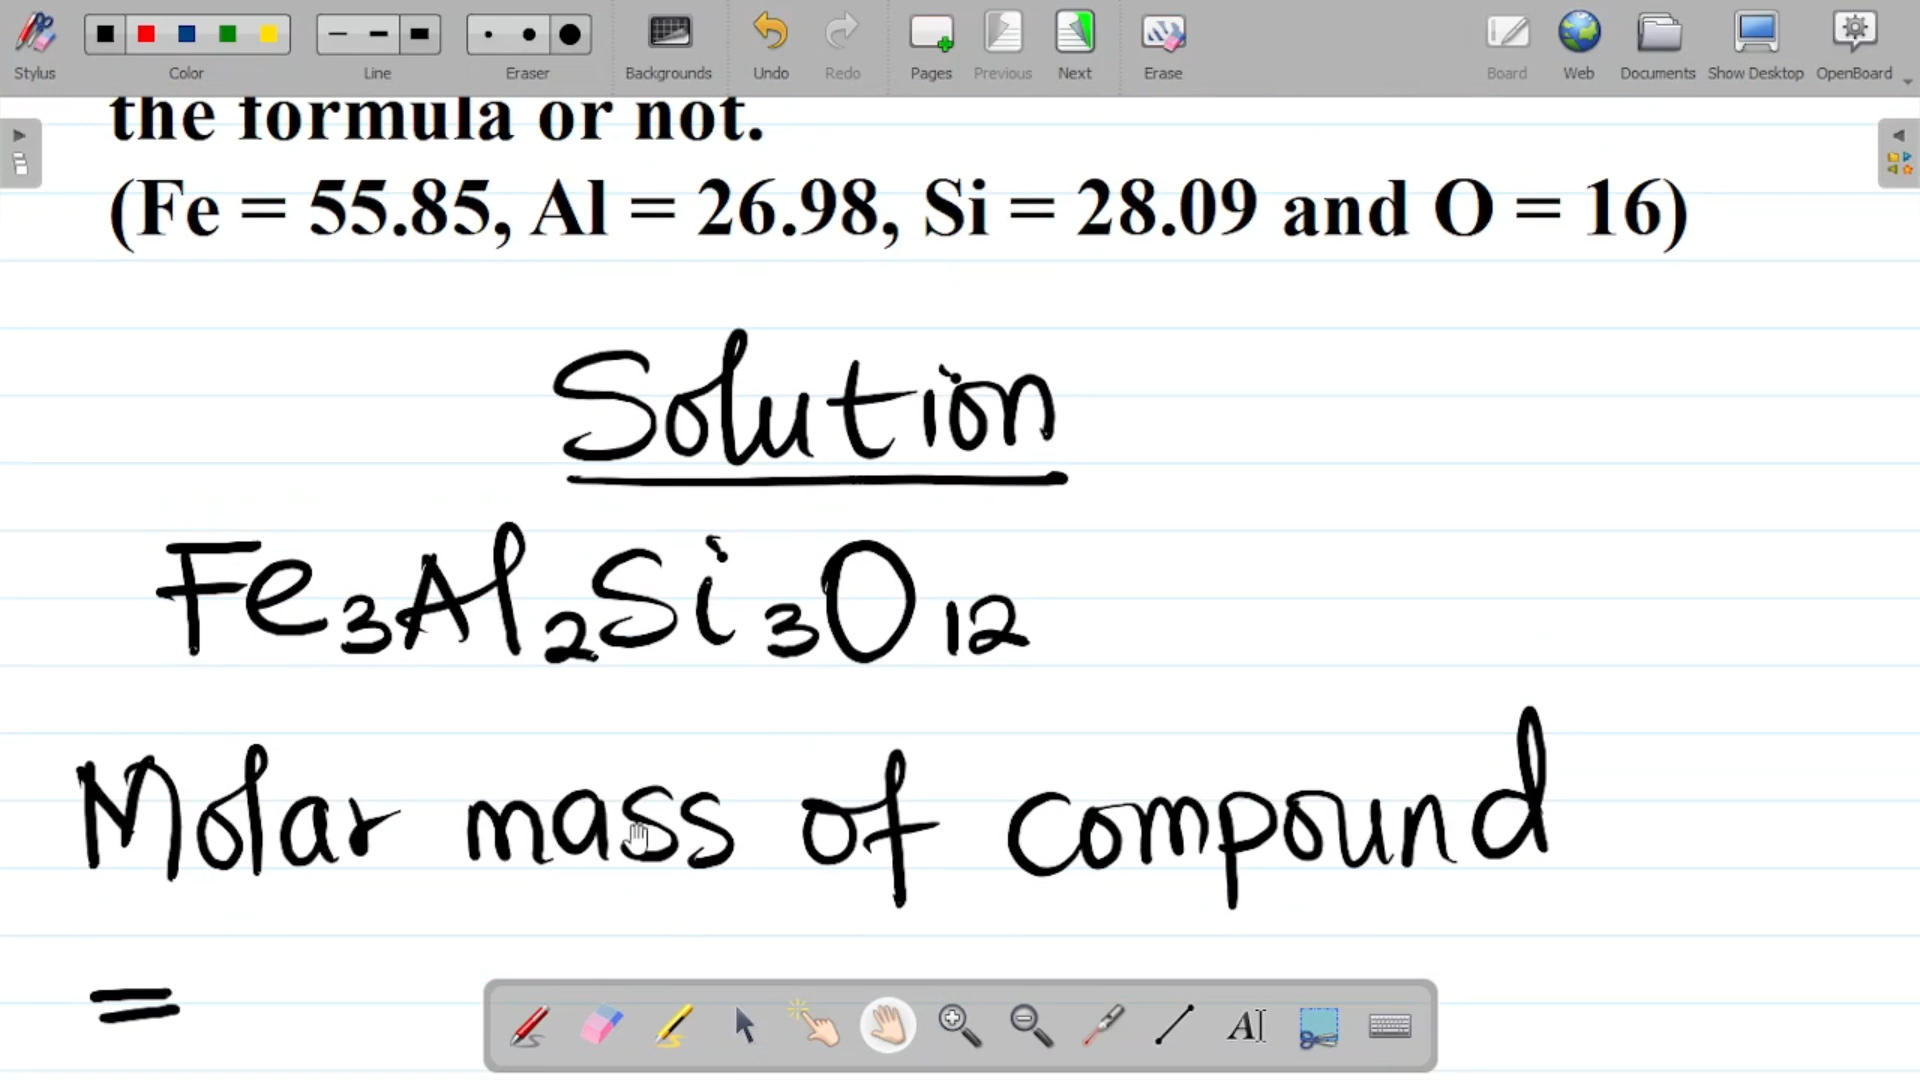 Stylus Color Line Eraser Backgrounds Undo Redo Pages Previous Next Erase Board Web Documents Show Desktop OpenBoard
the formula or not.
(Fe = 55.85, Al = 26.98, Si = 28.09 and O = 16)
Solution
Fe₃Al₂Si₃O₁₂
Molar mass of compound
=
AI